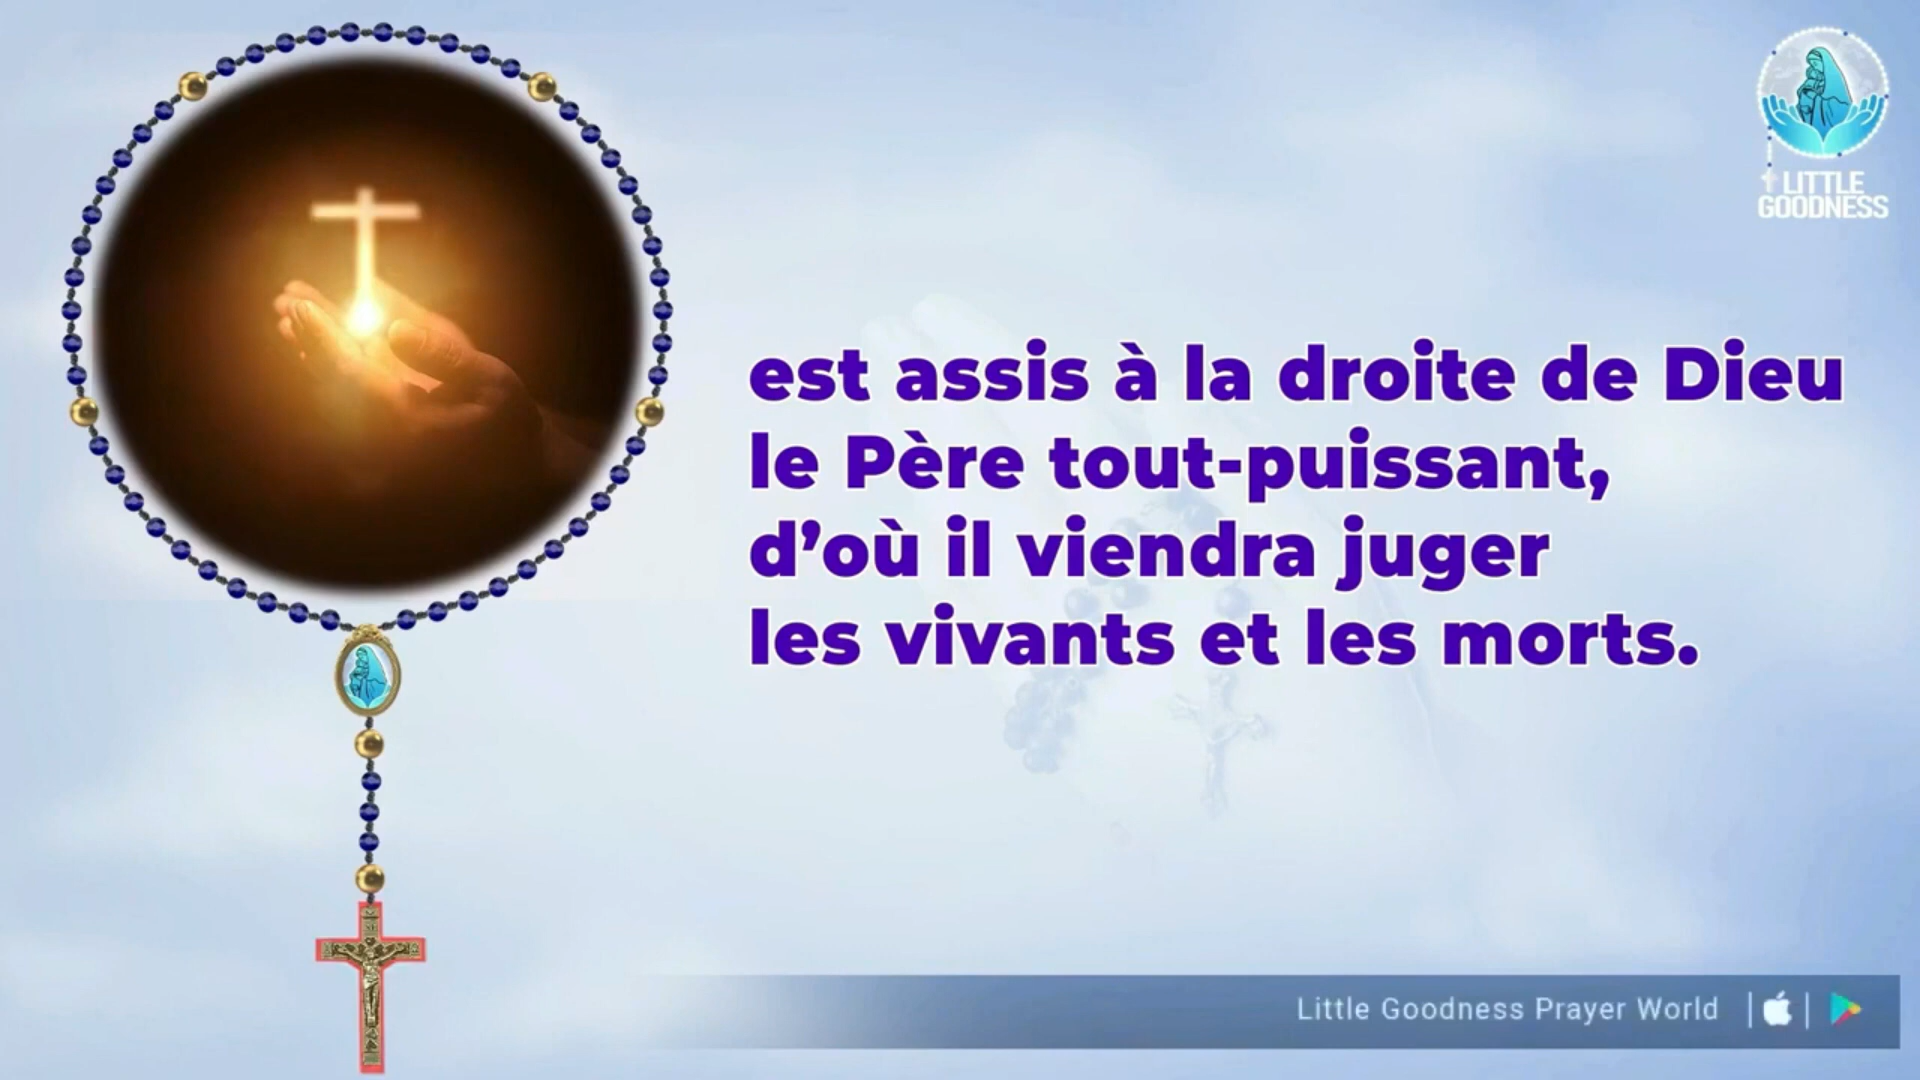 LITTLE
GOODNESS
est assis à la droite de Dieu
le Père tout-puissant,
d’où il viendra juger
les vivants et les morts.
Little Goodness Prayer World